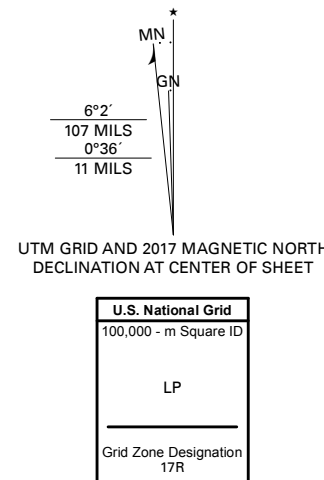 ★
MN
GN
6°2´
107 MILS
0°36´
11 MILS
UTM GRID AND 2017 MAGNETIC NORTH
DECLINATION AT CENTER OF SHEET
U.S. National Grid
100,000 - m Square ID
LP
Grid Zone Designation
17R